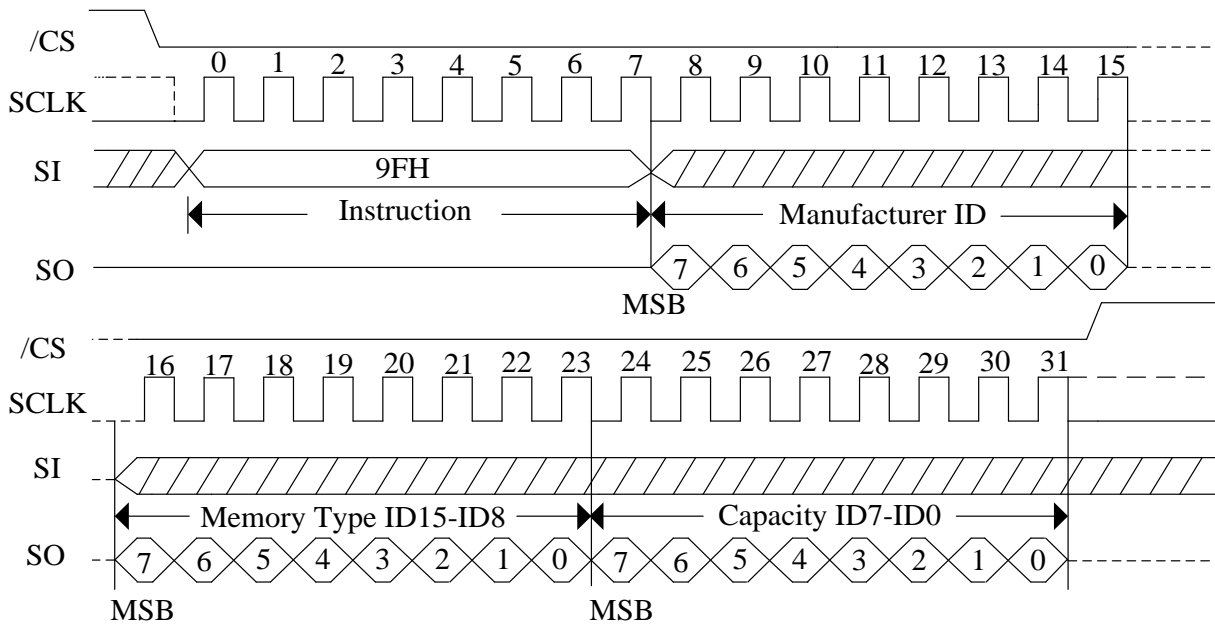 /CS
0 1 2 3 4 5 6 7 8 9 10 11 12 13 14 15
SCLK
SI 9FH
Instruction Manufacturer ID
SO 7 6 5 4 3 2 1 0
MSB
/CS
16 17 18 19 20 21 22 23 24 25 26 27 28 29 30 31
SCLK
SI
Memory Type ID15-ID8 Capacity ID7-ID0
SO 7 6 5 4 3 2 1 0 7 6 5 4 3 2 1 0
MSB MSB